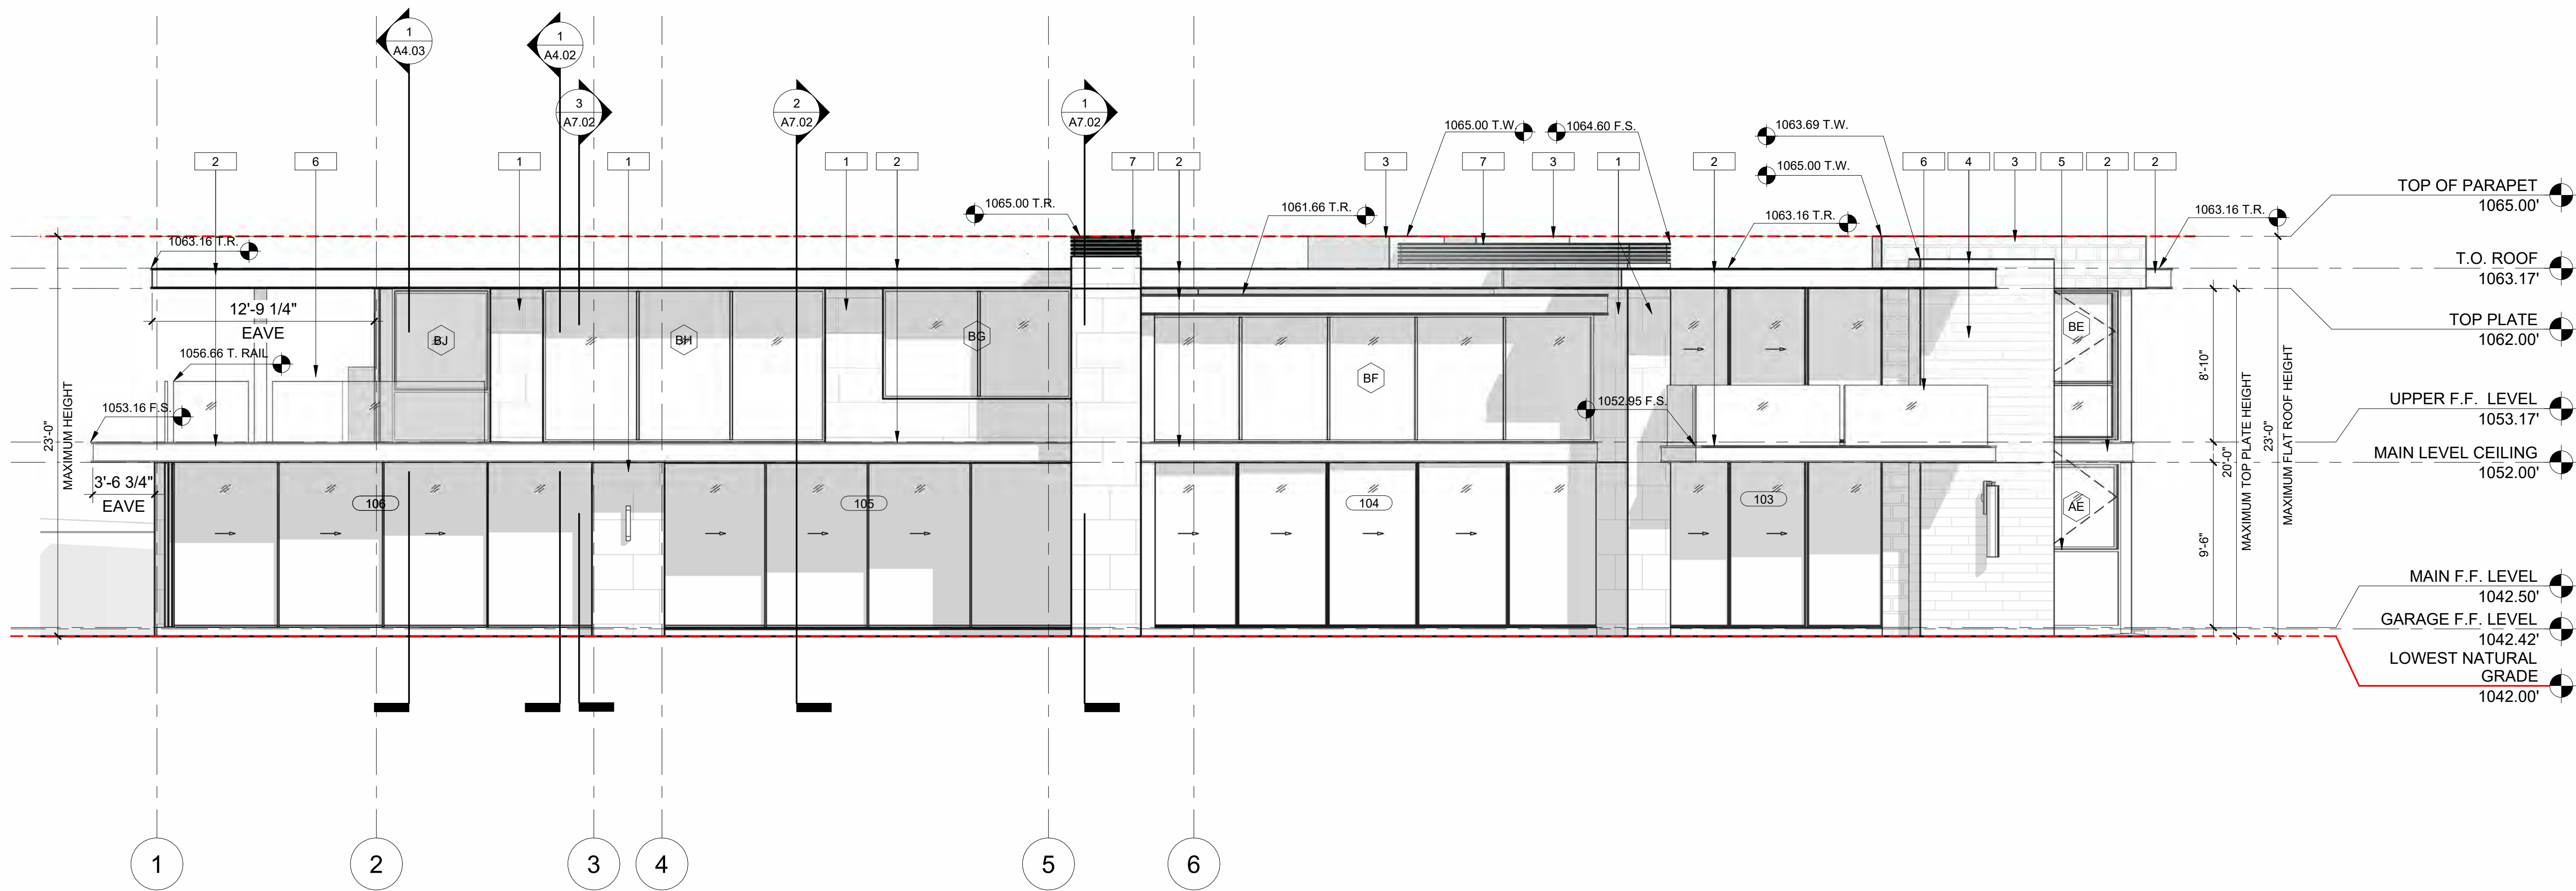 1
A4.03
1
A4.02
3
A7.02
2
A7.02
1
A7.02
1065.00 T.W.
1064.60 F.S.
1063.69 T.W.
1065.00 T.W.
2
6
1
1
1
2
7
2
3
7
3
1
2
6
4
3
5
2
2
TOP OF PARAPET
1065.00'
1063.16 T.R.
1065.00 T.R.
1061.66 T.R.
1063.16 T.R.
1063.16 T.R.
T.O. ROOF
1063.17'
12'-9 1/4"
EAVE
TOP PLATE
1062.00'
BJ
BH
BG
BF
BE
1056.66 T. RAIL
1053.16 F.S.
1052.95 F.S.
8'-10"
UPPER F.F. LEVEL
1053.17'
23'-0"
MAXIMUM HEIGHT
20'-0"
MAXIMUM TOP PLATE HEIGHT
23'-0"
MAXIMUM FLAT ROOF HEIGHT
MAIN LEVEL CEILING
1052.00'
3'-6 3/4"
EAVE
106
105
104
103
AE
9'-6"
MAIN F.F. LEVEL
1042.50'
GARAGE F.F. LEVEL
1042.42'
LOWEST NATURAL
GRADE
1042.00'
1
2
3
4
5
6